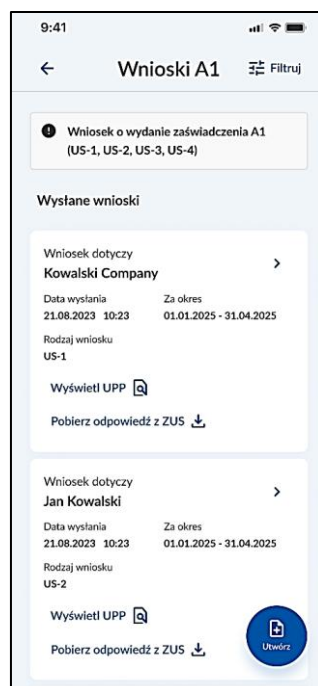 9:41
Wnioski A1
Filtruj
Wniosek o wydanie zaświadczenia A1
(US-1, US-2, US-3, US-4)
Wysłane wnioski
Wniosek dotyczy
Kowalski Company
Data wysłania Za okres
21.08.2023 10:23 01.01.2025 - 31.04.2025
Rodzaj wniosku
US-1
Wyświetl UPP
Pobierz odpowiedź z ZUS
Wniosek dotyczy
Jan Kowalski
Data wysłania Za okres
21.08.2023 10:23 01.01.2025 - 31.04.2025
Rodzaj wniosku
US-2
Wyświetl UPP
Pobierz odpowiedź z ZUS
Utwórz